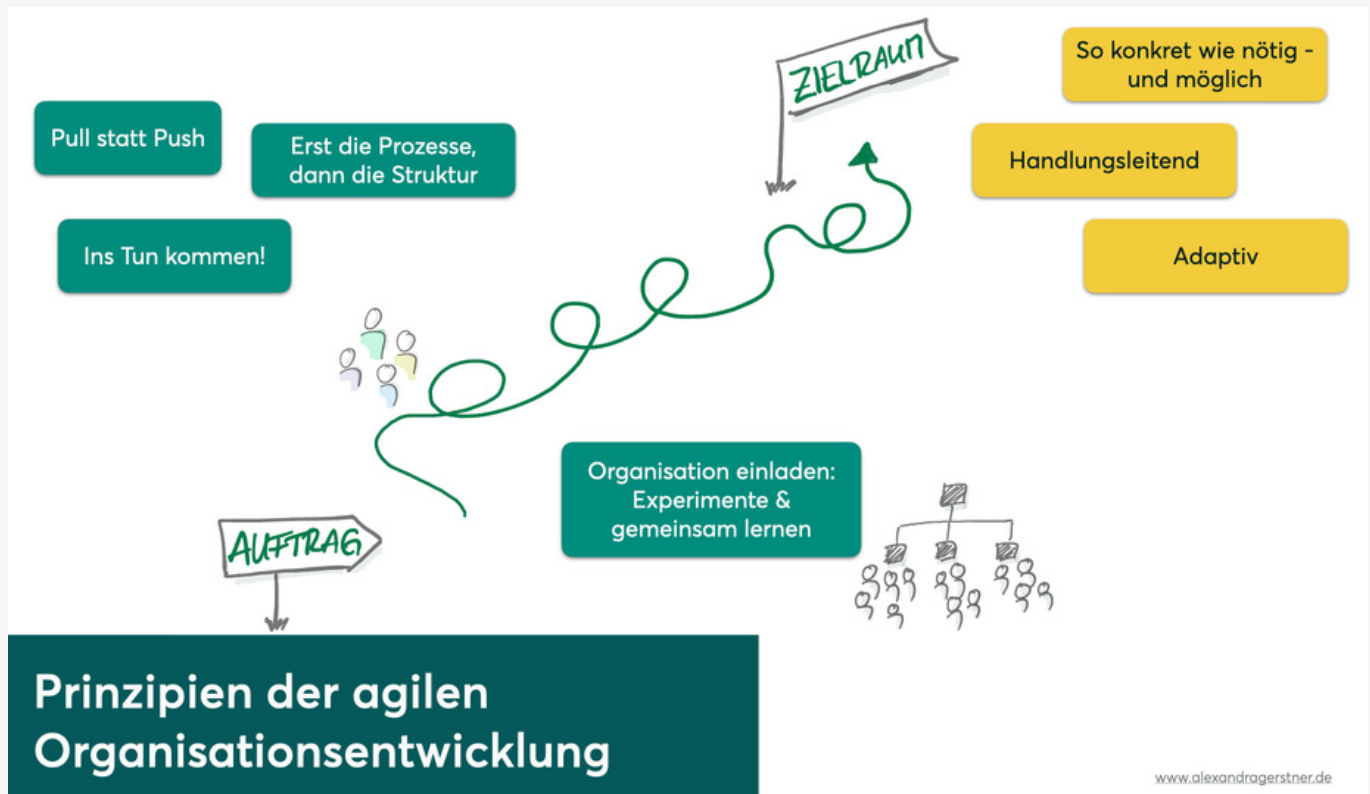 ZIELRAUM
So konkret wie nötig -
und möglich
Pull statt Push
Erst die Prozesse,
dann die Struktur
Handlungsleitend
Ins Tun kommen!
Adaptiv
Organisation einladen:
Experimente &
gemeinsam lernen
AUFTRAG
Prinzipien der agilen
Organisationsentwicklung
www.alexandragerstner.de